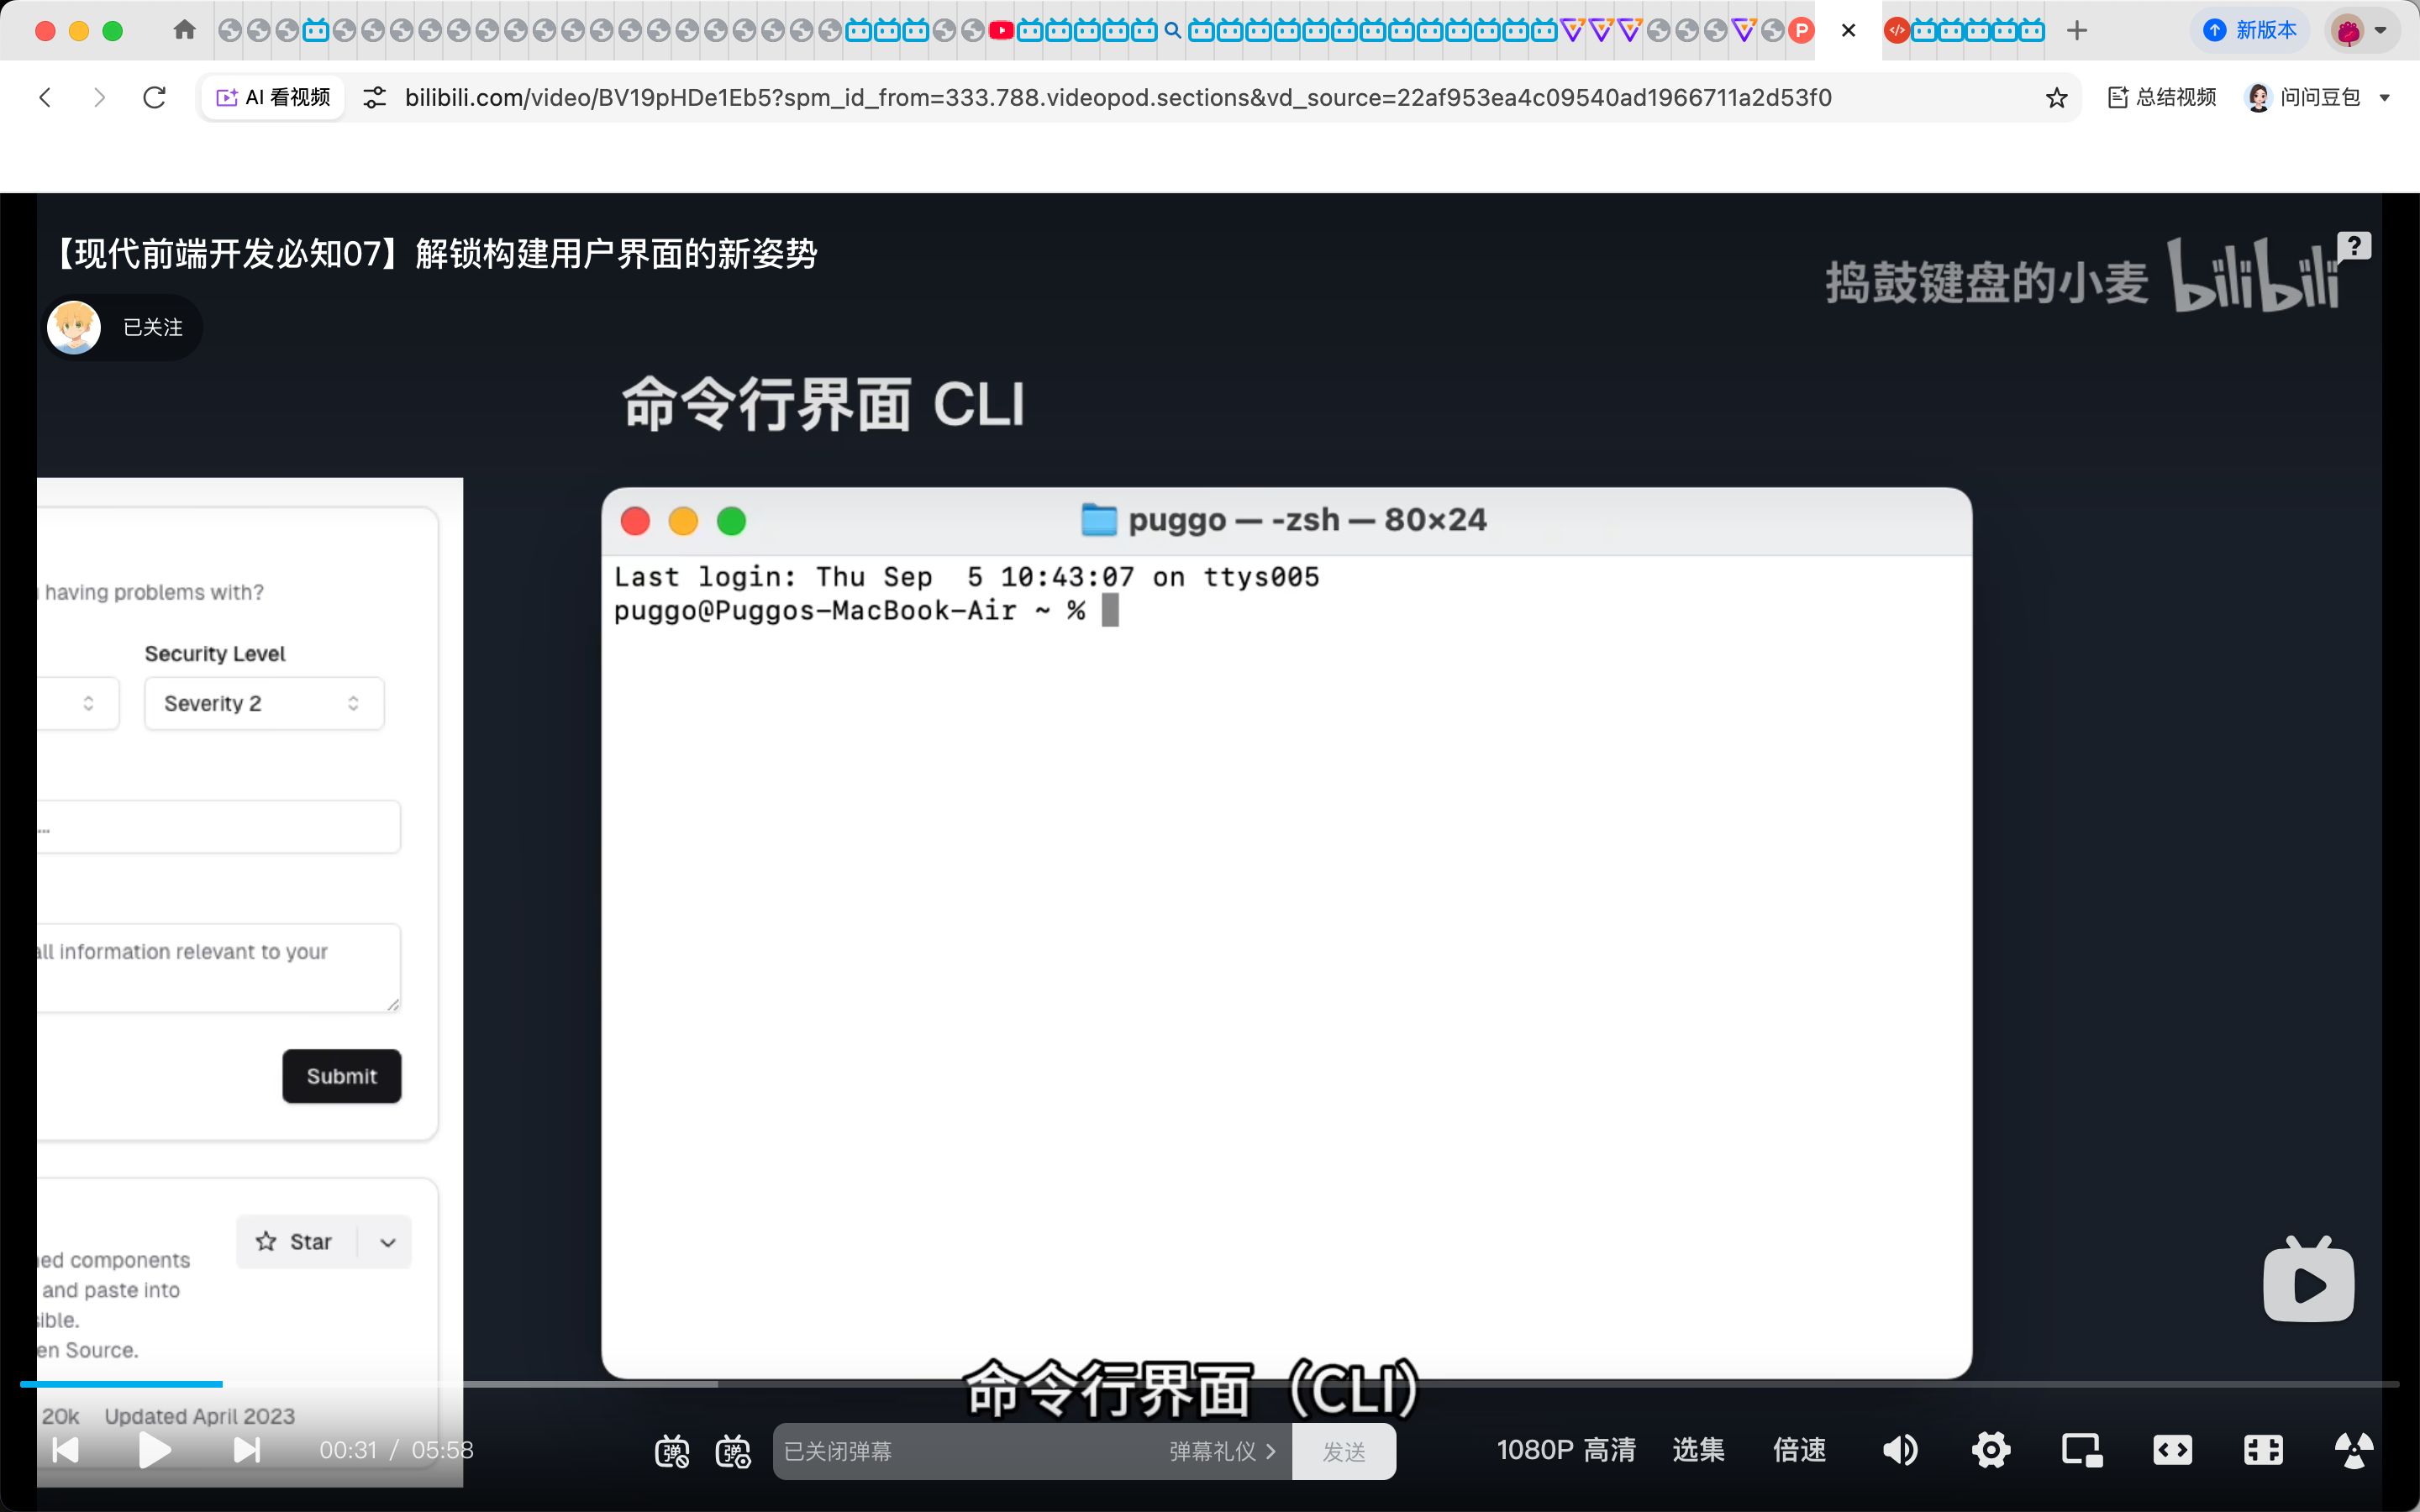 新版本
AI 看视频
bilibili.com/video/BV19pHDe1Eb5?spm_id_from=333.788.videopod.sections&vd_source=22af953ea4c09540ad1966711a2d53f0
总结视频
问问豆包
【现代前端开发必知07】解锁构建用户界面的新姿势
捣鼓键盘的小麦 bilibili
已关注
命令行界面 CLI
puggo — -zsh — 80×24
Last login: Thu Sep  5 10:43:07 on ttys005
puggo@Puggos-MacBook-Air ~ %
having problems with?
Security Level
Severity 2
...
all information relevant to your
Submit
Star
components
and paste into
Source.
命令行界面（CLI）
20k Updated April 2023
00:31 / 05:58
弹
弹
已关闭弹幕
弹幕礼仪 >
发送
1080P 高清
选集
倍速